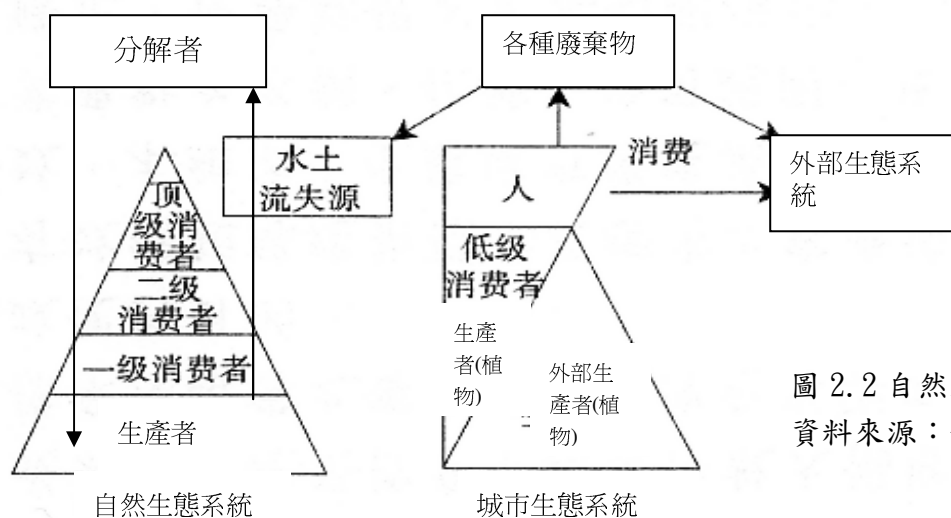 分解者
各種廢棄物
水土
流失源
消费
外部生態系
統
顶
级消
费者
二级
消费者
一级消费者
生產者
人
低级
消费者
生產
者(植
物)
外部生
產者(植
物)
圖 2.2 自然
資料來源：
自然生態系統
城市生態系統